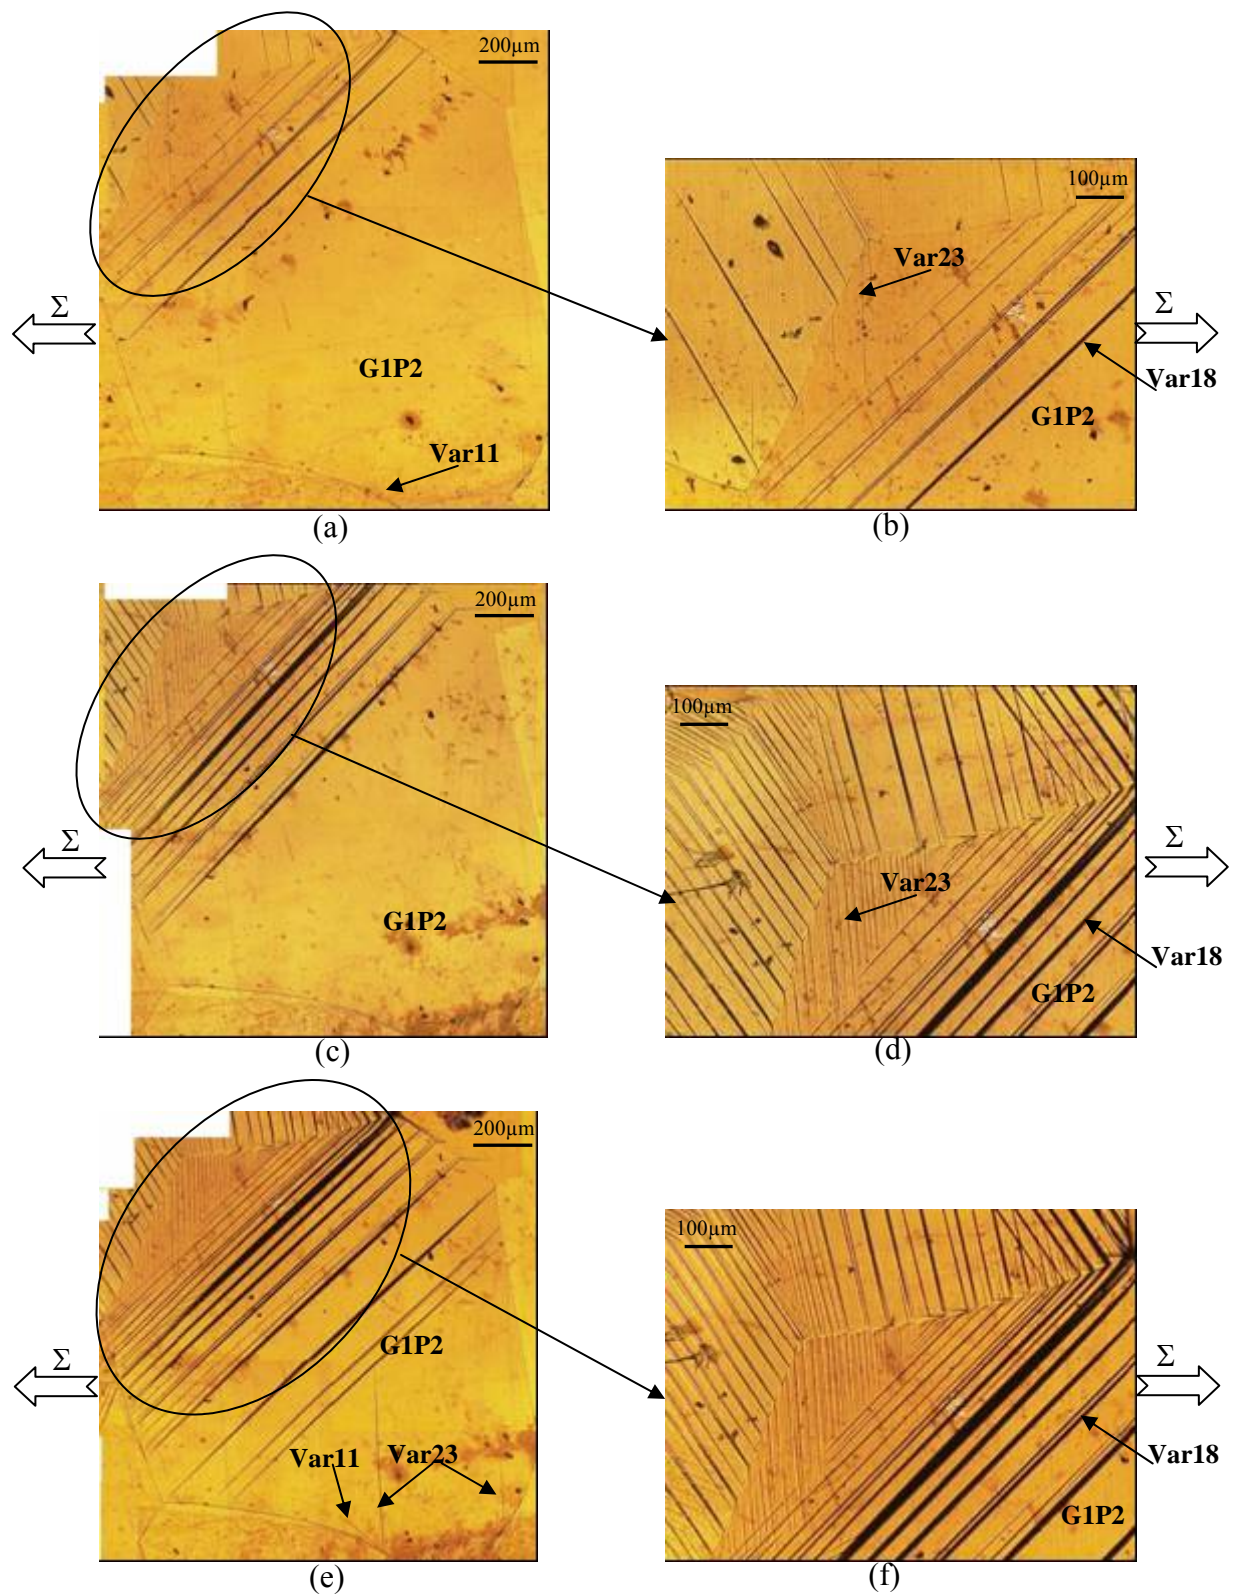 200µm
Σ
G1P2
Var11
(a)
100µm
Var23
Σ
Var18
G1P2
(b)
200µm
Σ
G1P2
(c)
100µm
Var23
Σ
Var18
G1P2
(d)
200µm
G1P2
Σ
Var11
Var23
(e)
100µm
Σ
Var18
G1P2
(f)